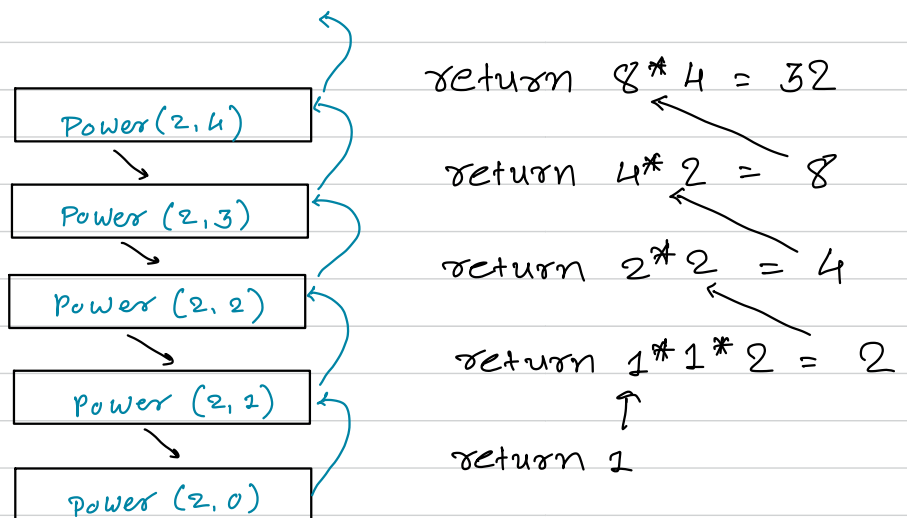 return 8* 4 = 32
Power(2,4)
return 4* 2 = 8
Power (2,3)
return 2*2 = 4
Power (2,2)
return 1*1*2 = 2
Power (2,1)
return 1
Power (2,0)